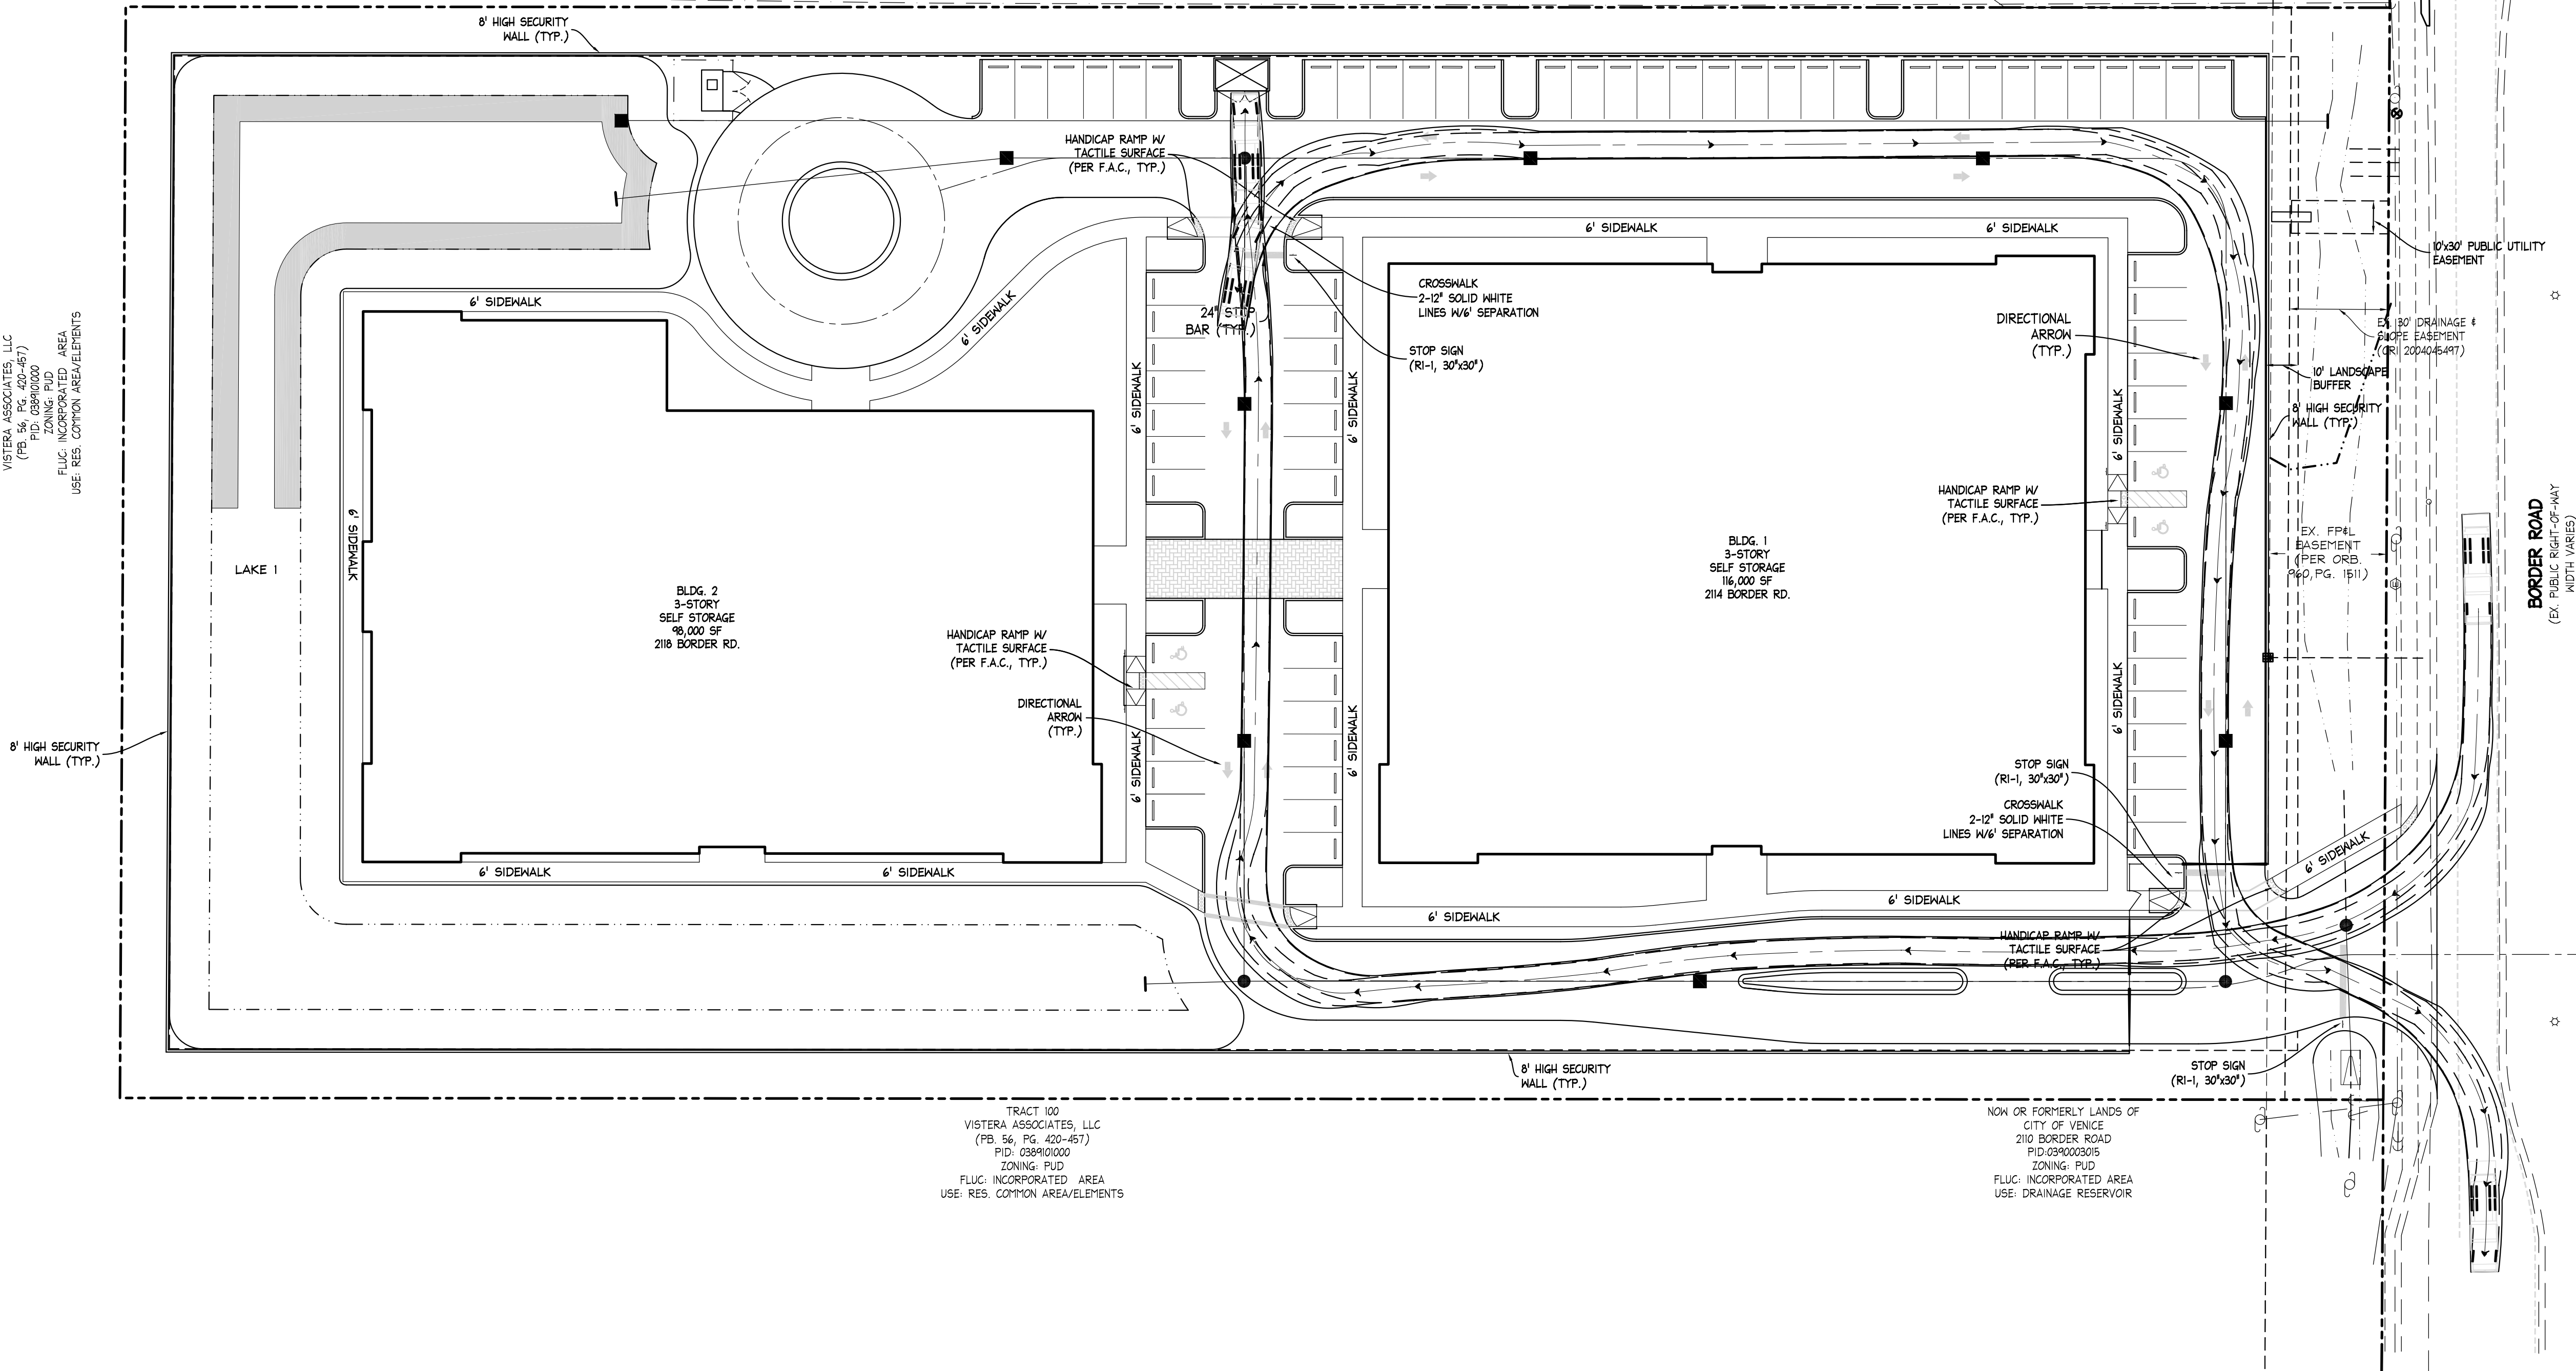 8' HIGH SECURITY
WALL (TYP.)
HANDICAP RAMP W/
TACTILE SURFACE
(PER F.A.C., TYP.)
6' SIDEWALK
6' SIDEWALK
10'x30' PUBLIC UTILITY
EASEMENT
CROSSWALK
2-12" SOLID WHITE
LINES W/6' SEPARATION
6' SIDEWALK
6' SIDEWALK
24" STOP
BAR (TYP.)
DIRECTIONAL
ARROW
(TYP.)
EX. 30' DRAINAGE &
SLOPE EASEMENT
(ORI 2004045497)
STOP SIGN
(R1-1, 30"x30")
10' LANDSCAPE
BUFFER
VISTERA ASSOCIATES, LLC
(PB. 56, PG. 420-457)
PID: 0389101000
ZONING: PUD
FLUC: INCORPORATED AREA
USE: RES. COMMON AREA/ELEMENTS
6' SIDEWALK
6' SIDEWALK
6' SIDEWALK
8' HIGH SECURITY
WALL (TYP.)
HANDICAP RAMP W/
TACTILE SURFACE
(PER F.A.C., TYP.)
6' SIDEWALK
LAKE 1
BLDG. 1
3-STORY
SELF STORAGE
116,000 SF
2114 BORDER RD.
EX. FP&L
EASEMENT
(PER ORB.
960,PG. 1511)
BORDER ROAD
(EX. PUBLIC RIGHT-OF-WAY
WIDTH VARIES)
BLDG. 2
3-STORY
SELF STORAGE
98,000 SF
2118 BORDER RD.
HANDICAP RAMP W/
TACTILE SURFACE
(PER F.A.C., TYP.)
DIRECTIONAL
ARROW
(TYP.)
6' SIDEWALK
6' SIDEWALK
6' SIDEWALK
8' HIGH SECURITY
WALL (TYP.)
STOP SIGN
(R1-1, 30"x30")
CROSSWALK
2-12" SOLID WHITE
LINES W/6' SEPARATION
6' SIDEWALK
6' SIDEWALK
6' SIDEWALK
6' SIDEWALK
6' SIDEWALK
HANDICAP RAMP W/
TACTILE SURFACE
(PER F.A.C., TYP.)
8' HIGH SECURITY
WALL (TYP.)
STOP SIGN
(R1-1, 30"x30")
TRACT 100
VISTERA ASSOCIATES, LLC
(PB. 56, PG. 420-457)
PID: 0389101000
ZONING: PUD
FLUC: INCORPORATED AREA
USE: RES. COMMON AREA/ELEMENTS
NOW OR FORMERLY LANDS OF
CITY OF VENICE
2110 BORDER ROAD
PID:0390003015
ZONING: PUD
FLUC: INCORPORATED AREA
USE: DRAINAGE RESERVOIR